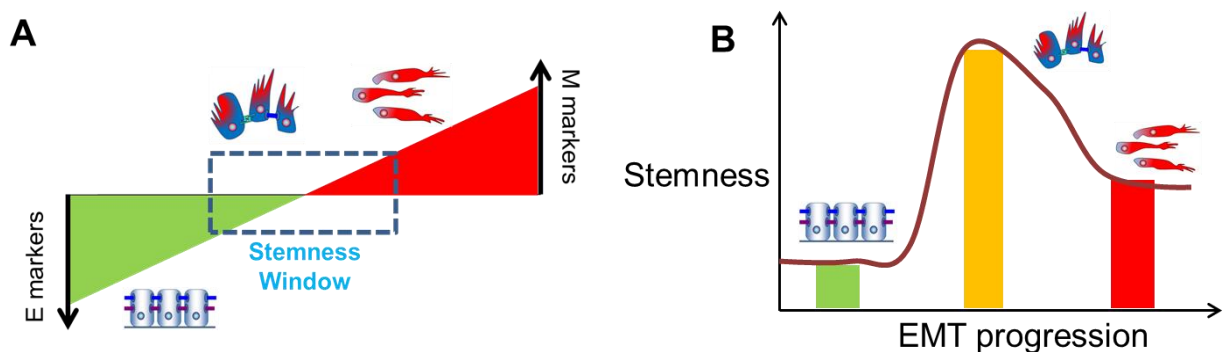 A
E markers
Stemness
Window
M markers
B
Stemness
EMT progression